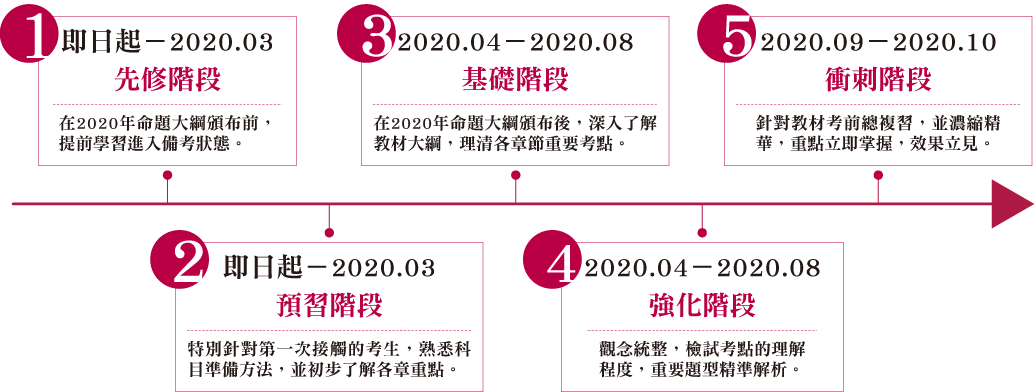 1
即日起－2020.03
先修階段
在2020年命題大綱頒布前，
提前學習進入備考狀態。
3
2020.04－2020.08
基礎階段
在2020年命題大綱頒布後，深入了解
教材大綱，理清各章節重要考點。
5
2020.09－2020.10
衝刺階段
針對教材考前總複習，並濃縮精
華，重點立即掌握，效果立見。
2
即日起－2020.03
預習階段
特別針對第一次接觸的考生，熟悉科
目準備方法，並初步了解各章重點。
4
2020.04－2020.08
強化階段
觀念統整，檢試考點的理解
程度，重要題型精準解析。